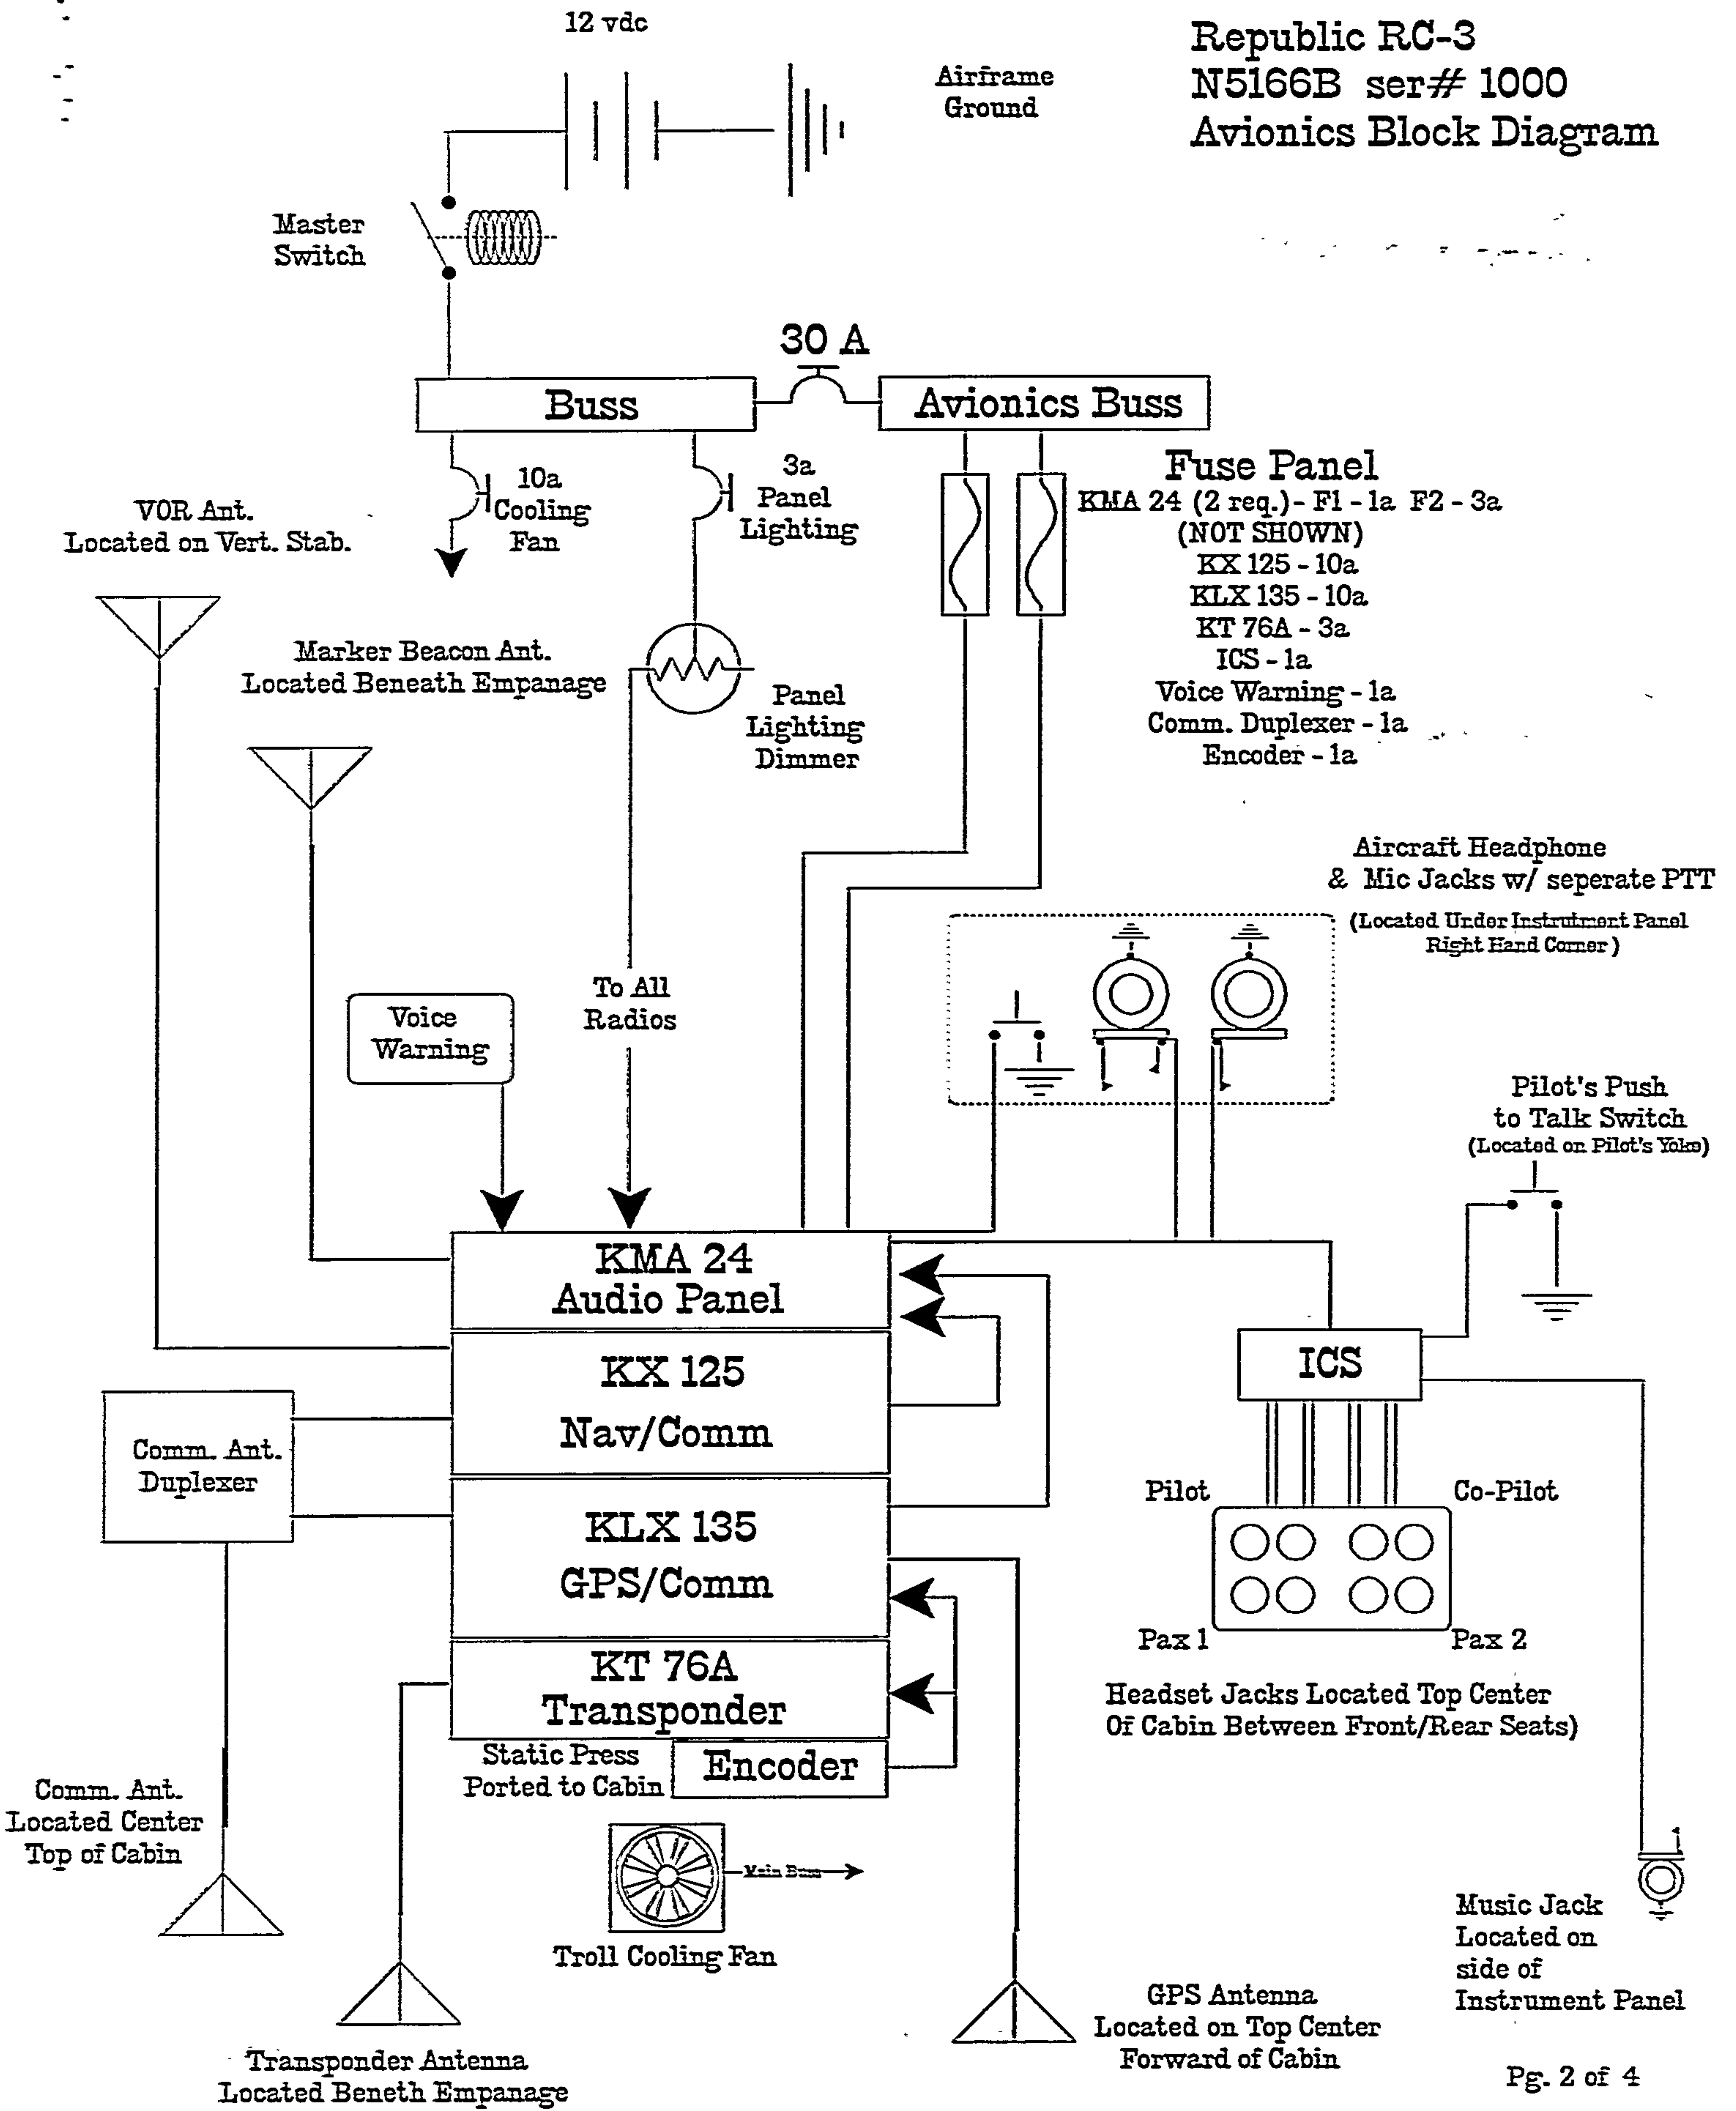 12 vdc
Republic RC-3
N5166B ser# 1000
Avionics Block Diagram
Airframe
Ground
Master
Switch
30 A
Buss
Avionics Buss
10a
Cooling
Fan
3a
Panel
Lighting
Fuse Panel
KMA 24 (2 req.) - F1 - 1a F2 - 3a
(NOT SHOWN)
KX 125 - 10a
KLX 135 - 10a
KT 76A - 3a
ICS - 1a
Voice Warning - 1a
Comm. Duplexer - 1a
Encoder - 1a
VOR Ant.
Located on Vert. Stab.
Marker Beacon Ant.
Located Beneath Empanage
Panel
Lighting
Dimmer
Aircraft Headphone
& Mic Jacks w/ seperate PTT
(Located Under Instrutment Panel
Right Hand Corner)
To All
Radios
Voice
Warning
Pilot's Push
to Talk Switch
(Located on Pilot's Yoke)
KMA 24
Audio Panel
KX 125
Nav/Comm
ICS
Comm. Ant.
Duplexer
KLX 135
GPS/Comm
Pilot
Co-Pilot
Pax 1
Pax 2
KT 76A
Transponder
Headset Jacks Located Top Center
Of Cabin Between Front/Rear Seats)
Static Press
Ported to Cabin
Encoder
Comm. Ant.
Located Center
Top of Cabin
Main Buss
Troll Cooling Fan
Music Jack
Located on
side of
Instrument Panel
GPS Antenna
Located on Top Center
Forward of Cabin
Transponder Antenna
Located Beneth Empanage
Pg. 2 of 4